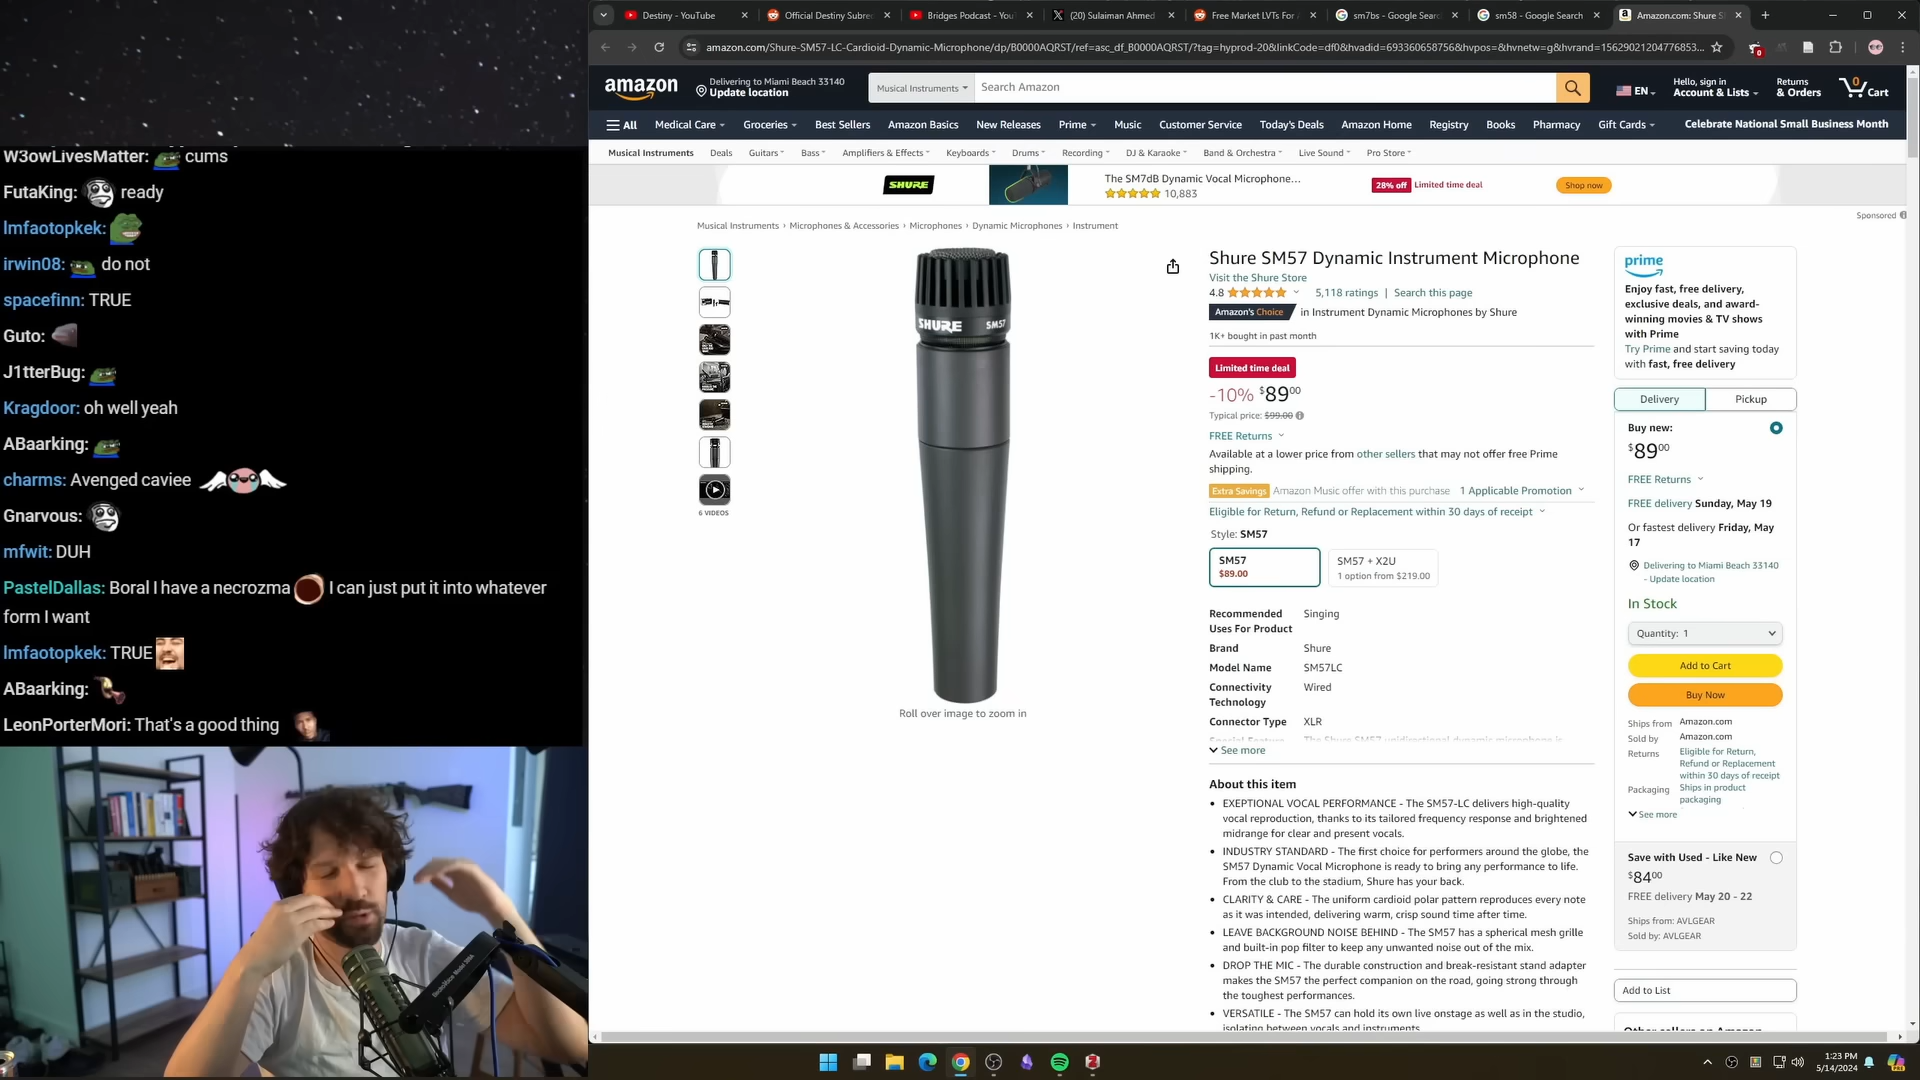 W3owLivesMatter: cums
FutaKing: ready
lmfaotopkek:
irwin08: do not
spacefinn: TRUE
Guto:
J1tterBug:
Kragdoor: oh well yeah
ABaarking:
charms: Avenged caviee
Gnarvous:
mfwit: DUH
PastelDallas: Boral I have a necrozma I can just put it into whatever
form I want
lmfaotopkek: TRUE
ABaarking:
LeonPorterMori: That's a good thing
Destiny - YouTube
Official Destiny Subre
Bridges Podcast - You
(20) Sulaiman Ahmed
Free Market LVTs For
sm7bs - Google Searc
sm58 - Google Search
Amazon.com: Shure S
amazon.com/Shure-SM57-LC-Cardioid-Dynamic-Microphone/dp/B0000AQRST/ref=asc_df_B0000AQRST/?tag=hyprod-20&linkCode=df0&hvadid=693360658756&hvpos=&hvnetw=g&hvrand=15629021204776853...
amazon
Delivering to Miami Beach 33140
Update location
Musical Instruments
Search Amazon
EN
Hello, sign in
Account & Lists
Returns
& Orders
0
Cart
All
Medical Care
Groceries
Best Sellers
Amazon Basics
New Releases
Prime
Music
Customer Service
Today's Deals
Amazon Home
Registry
Books
Pharmacy
Gift Cards
Celebrate National Small Business Month
Musical Instruments
Deals
Guitars
Bass
Amplifiers & Effects
Keyboards
Drums
Recording
DJ & Karaoke
Band & Orchestra
Live Sound
Pro Store
SHURE
The SM7dB Dynamic Vocal Microphone...
10,883
28% off Limited time deal
Shop now
Sponsored
Musical Instruments › Microphones & Accessories › Microphones › Dynamic Microphones › Instrument
SHURE SM57
6 VIDEOS
Roll over image to zoom in
Shure SM57 Dynamic Instrument Microphone
Visit the Shure Store
4.8 5,118 ratings | Search this page
Amazon's Choice in Instrument Dynamic Microphones by Shure
1K+ bought in past month
Limited time deal
-10% $89 00
Typical price: $99.00
FREE Returns
Available at a lower price from other sellers that may not offer free Prime
shipping.
Extra Savings Amazon Music offer with this purchase 1 Applicable Promotion
Eligible for Return, Refund or Replacement within 30 days of receipt
Style: SM57
SM57
$89.00
SM57 + X2U
1 option from $219.00
Recommended Uses For Product Singing
Brand Shure
Model Name SM57LC
Connectivity Technology Wired
Connector Type XLR
See more
About this item
• EXEPTIONAL VOCAL PERFORMANCE - The SM57-LC delivers high-quality
vocal reproduction, thanks to its tailored frequency response and brightened
midrange for clear and present vocals.
• INDUSTRY STANDARD - The first choice for performers around the globe, the
SM57 Dynamic Vocal Microphone is ready to bring any performance to life.
From the club to the stadium, Shure has your back.
• CLARITY & CARE - The uniform cardioid polar pattern reproduces every note
as it was intended, delivering warm, crisp sound time after time.
• LEAVE BACKGROUND NOISE BEHIND - The SM57 has a spherical mesh grille
and built-in pop filter to keep any unwanted noise out of the mix.
• DROP THE MIC - The durable construction and break-resistant stand adapter
makes the SM57 the perfect companion on the road, going strong through
the toughest performances.
• VERSATILE - The SM57 can hold its own live onstage as well as in the studio,
isolating between vocals and instruments
prime
Enjoy fast, free delivery,
exclusive deals, and award-
winning movies & TV shows
with Prime
Try Prime and start saving today
with fast, free delivery
Delivery
Pickup
Buy new:
$89 00
FREE Returns
FREE delivery Sunday, May 19
Or fastest delivery Friday, May
17
Delivering to Miami Beach 33140
- Update location
In Stock
Quantity: 1
Add to Cart
Buy Now
Ships from Amazon.com
Sold by Amazon.com
Returns Eligible for Return,
Refund or Replacement
within 30 days of receipt
Packaging Ships in product
packaging
See more
Save with Used - Like New
$84 00
FREE delivery May 20 - 22
Ships from: AVLGEAR
Sold by: AVLGEAR
Add to List
1:23 PM
5/14/2024